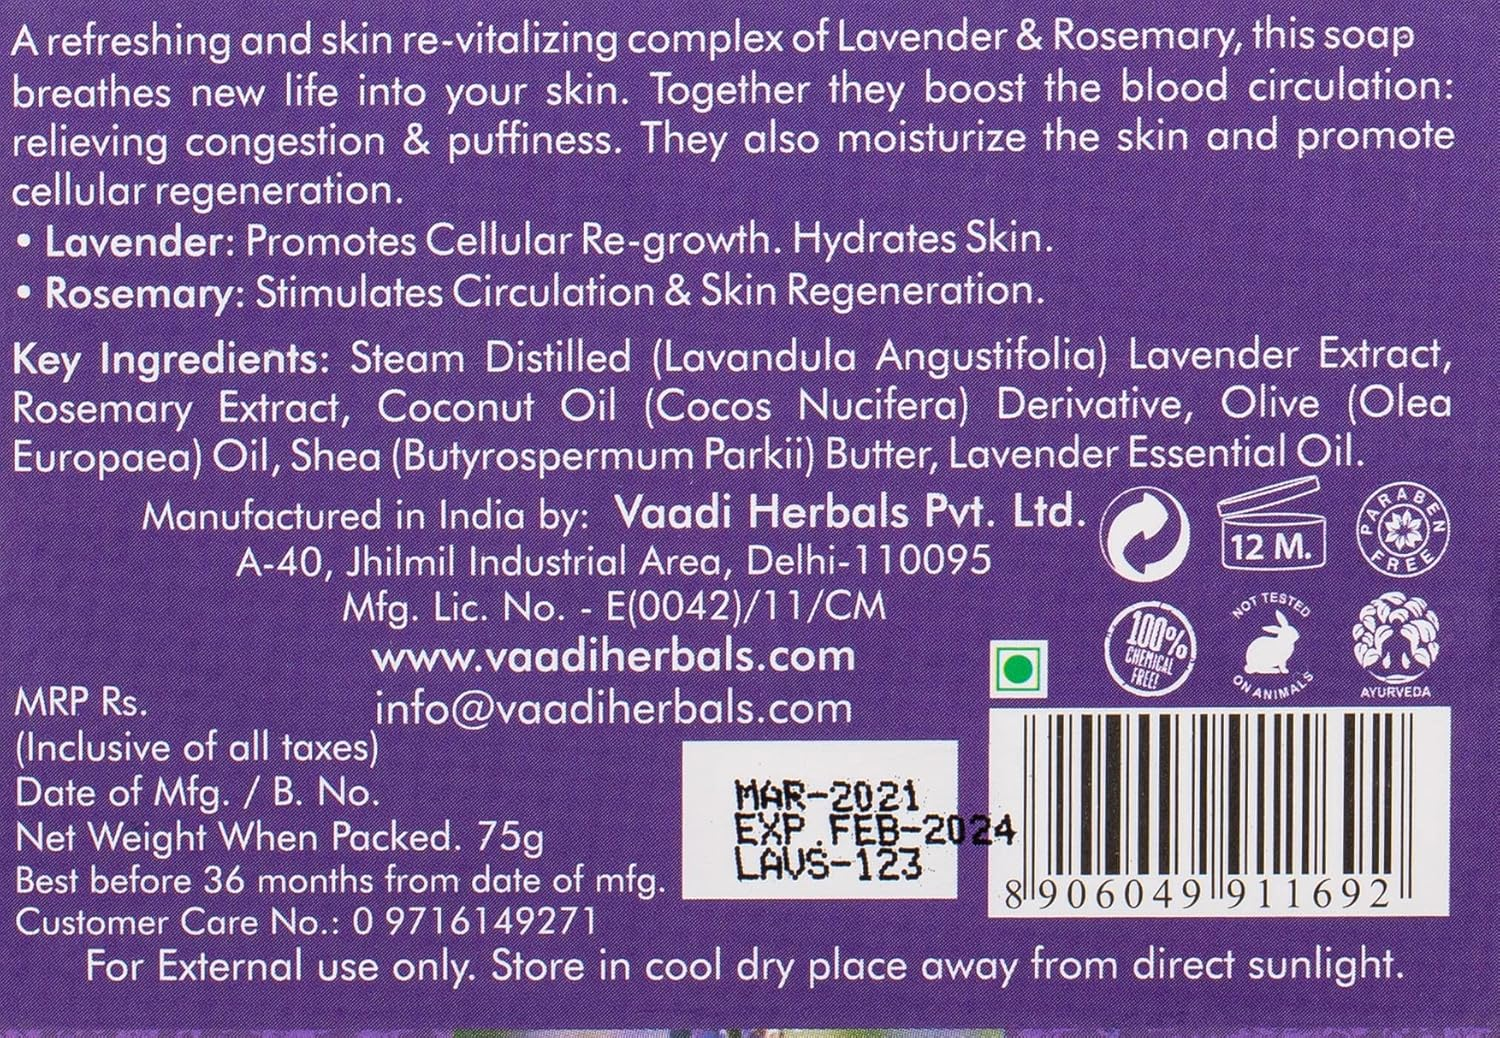 A refreshing and skin re-vitalizing complex of Lavender & Rosemary, this soap
breathes new life into your skin. Together they boost the blood circulation:
relieving congestion & puffiness. They also moisturize the skin and promote
cellular regeneration.
• Lavender: Promotes Cellular Re-growth. Hydrates Skin.
• Rosemary: Stimulates Circulation & Skin Regeneration.
Key Ingredients: Steam Distilled (Lavandula Angustifolia) Lavender Extract,
Rosemary Extract, Coconut Oil (Cocos Nucifera) Derivative, Olive (Olea
Europaea) Oil, Shea (Butyrospermum Parkii) Butter, Lavender Essential Oil.
Manufactured in India by: Vaadi Herbals Pvt. Ltd.
A-40, Jhilmil Industrial Area, Delhi-110095
Mfg. Lic. No. - E(0042)/11/CM
www.vaadiherbals.com
info@vaadiherbals.com
12 M.
PARABEN FREE
100%
CHEMICAL
FREE!
NOT TESTED
ON ANIMALS
AYURVEDA
MRP Rs.
(Inclusive of all taxes)
Date of Mfg. / B. No.
Net Weight When Packed. 75g
Best before 36 months from date of mfg.
Customer Care No.: 0 9716149271
MAR-2021
EXP.FEB-2024
LAVS-123
8 906049 911692
For External use only. Store in cool dry place away from direct sunlight.